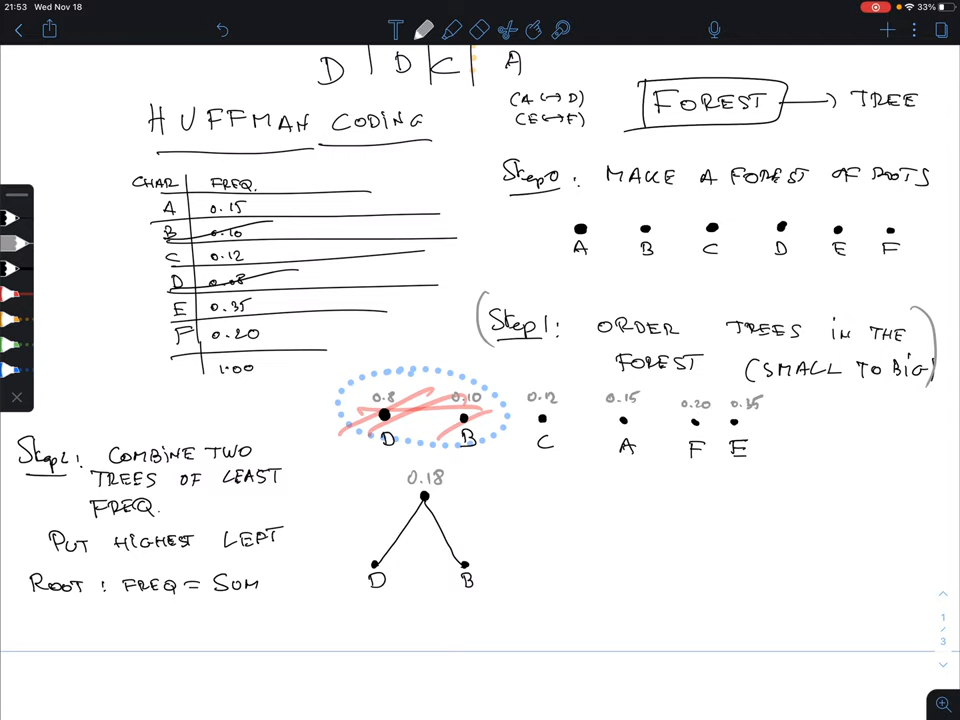 21:53 Wed Nov 18
33%
D | D | C | A
HUFFMAN CODING
(A ↔ D)
(E ↔ F)
FOREST → TREE
CHAR FREQ.
A 0.15
B 0.10
C 0.12
D 0.08
E 0.35
F 0.20
1.00
Step 0: MAKE A FOREST OF ROOTS
A B C D E F
(Step 1: ORDER TREES IN THE
FOREST (SMALL TO BIG)
0.8 0.10 0.12 0.15 0.20 0.35
D B C A F E
Step 2: COMBINE TWO
TREES OF LEAST
FREQ.
PUT HIGHEST LEFT
ROOT: FREQ = SUM
0.18
D B
1
/
3